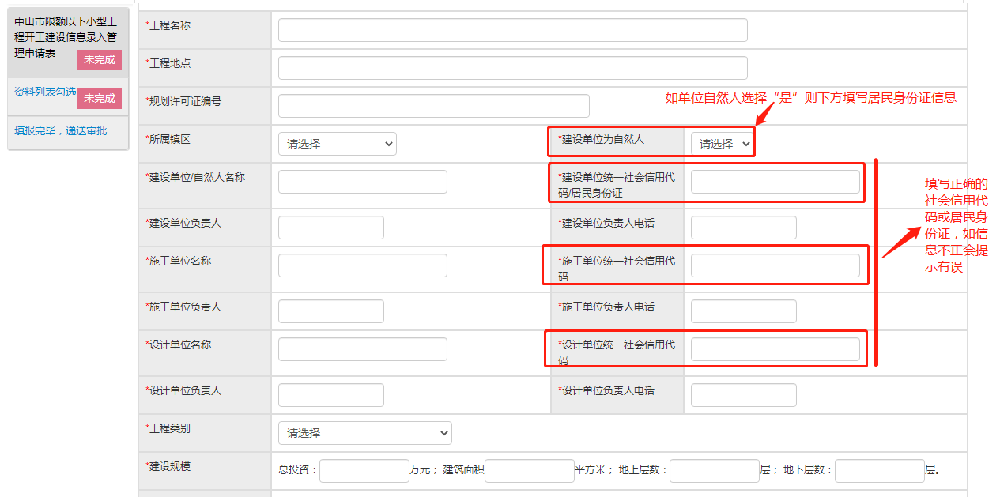 中山市限额以下小型工
程开工建设信息录入管
理申请表
未完成
资料列表勾选
未完成
填报完毕，递送审批
*工程名称
*工程地点
*规划许可证编号
如单位自然人选择“是”则下方填写居民身份证信息
*所属镇区
请选择
*建设单位为自然人
请选择
*建设单位/自然人名称
*建设单位统一社会信用代
码/居民身份证
*建设单位负责人
*建设单位负责人电话
*施工单位名称
*施工单位统一社会信用代
码
*施工单位负责人
*施工单位负责人电话
*设计单位名称
*设计单位统一社会信用代
码
*设计单位负责人
*设计单位负责人电话
填写正确的
社会信用代
码或居民身
份证，如信
息不正会提
示有误
*工程类别
请选择
*建设规模
总投资：万元； 建筑面积平方米； 地上层数：层； 地下层数：层。